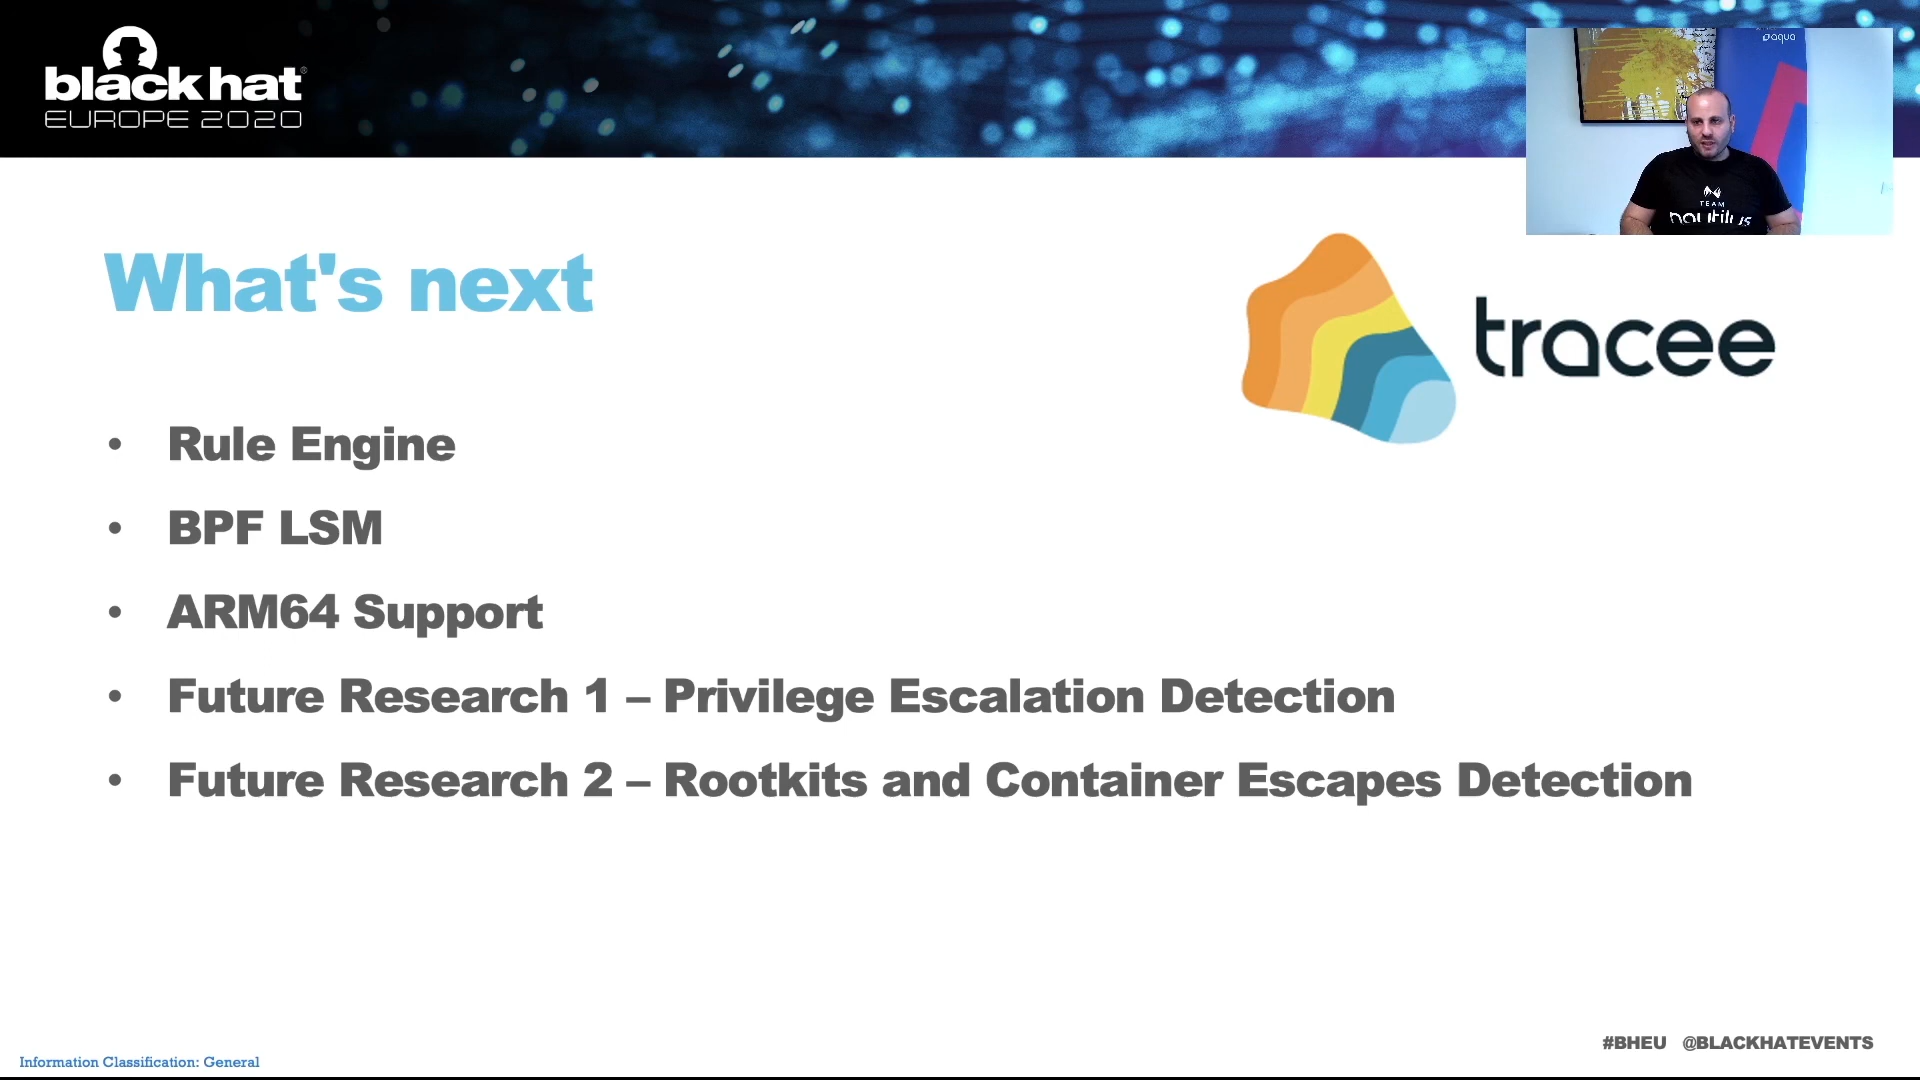 black hat
EUROPE 2020
aqua
TEAM
nautilus
What's next
tracee
• Rule Engine
• BPF LSM
• ARM64 Support
• Future Research 1 – Privilege Escalation Detection
• Future Research 2 – Rootkits and Container Escapes Detection
#BHEU @BLACKHATEVENTS
Information Classification: General